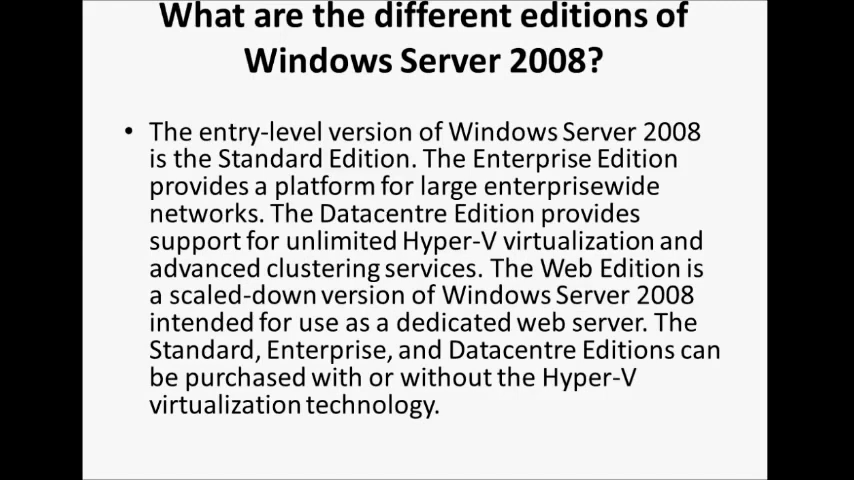 What are the different editions of
Windows Server 2008?
• The entry-level version of Windows Server 2008
is the Standard Edition. The Enterprise Edition
provides a platform for large enterprisewide
networks. The Datacentre Edition provides
support for unlimited Hyper-V virtualization and
advanced clustering services. The Web Edition is
a scaled-down version of Windows Server 2008
intended for use as a dedicated web server. The
Standard, Enterprise, and Datacentre Editions can
be purchased with or without the Hyper-V
virtualization technology.